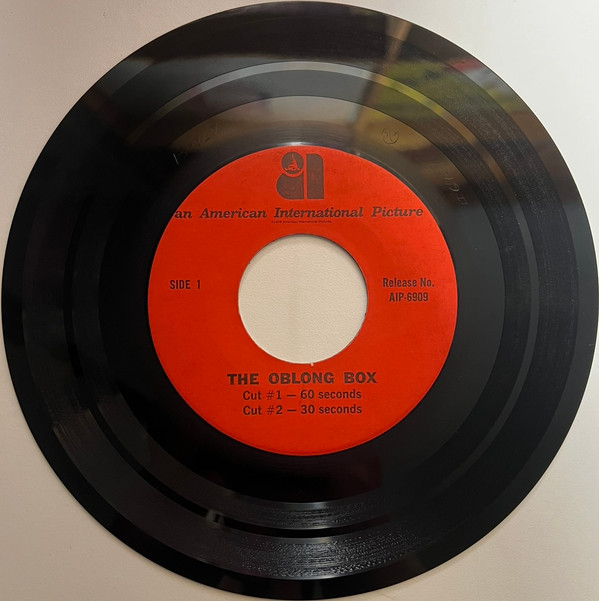 an American International Picture
SIDE 1
Release No.
AIP-6909
THE OBLONG BOX
Cut #1 — 60 seconds
Cut #2 — 30 seconds